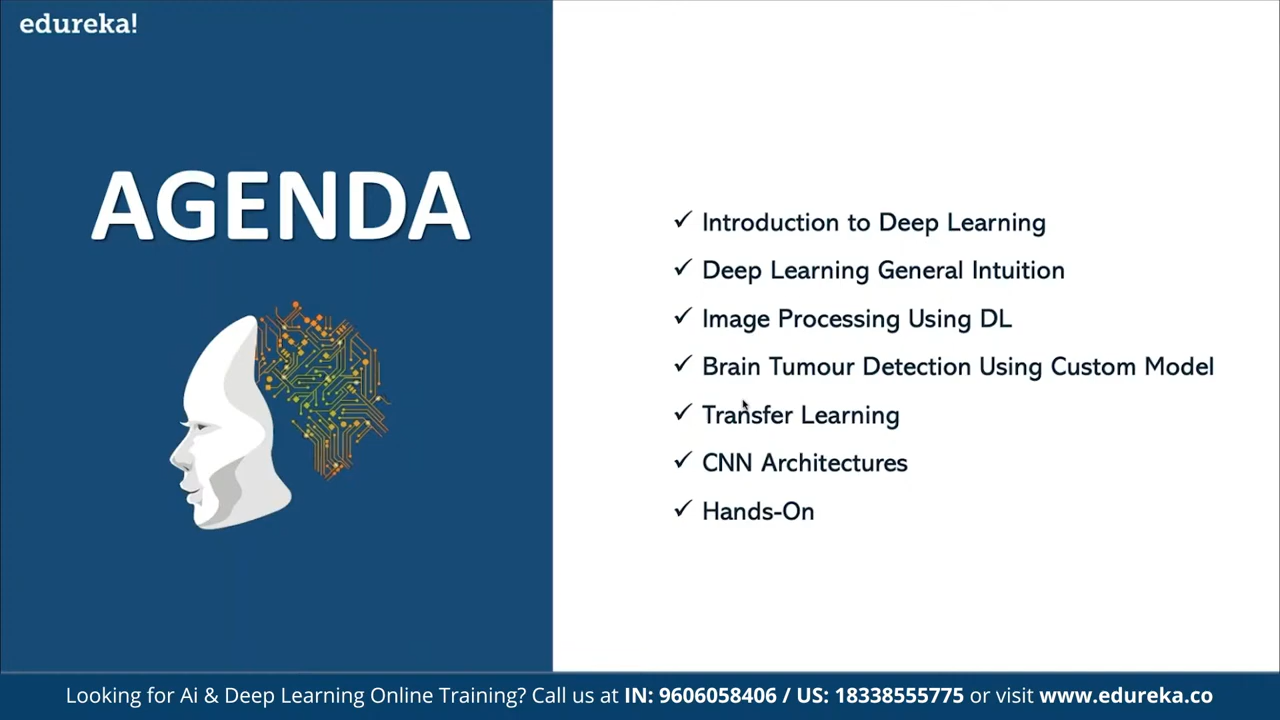 edureka!
AGENDA
Introduction to Deep Learning
Deep Learning General Intuition
Image Processing Using DL
Brain Tumour Detection Using Custom Model
Transfer Learning
CNN Architectures
Hands-On
Looking for Ai & Deep Learning Online Training? Call us at IN: 9606058406 / US: 18338555775 or visit www.edureka.co